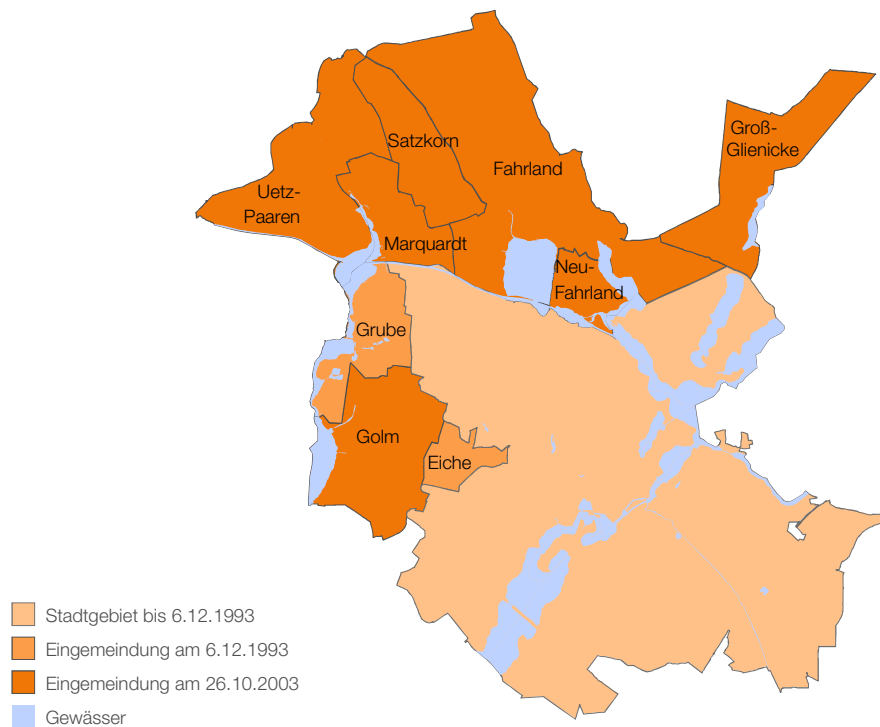 Groß-
Glienicke
Satzkorn
Fahrland
Uetz-
Paaren
Marquardt
Neu-
Fahrland
Grube
Golm
Eiche
Stadtgebiet bis 6.12.1993
Eingemeindung am 6.12.1993
Eingemeindung am 26.10.2003
Gewässer